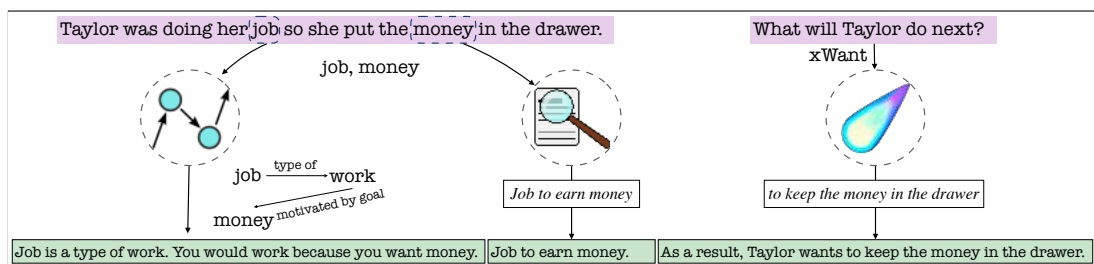 Taylor was doing her job so she put the money in the drawer.
What will Taylor do next?
job, money
xWant
job type of work
motivated by goal
money
Job to earn money
to keep the money in the drawer
Job is a type of work. You would work because you want money.
Job to earn money.
As a result, Taylor wants to keep the money in the drawer.